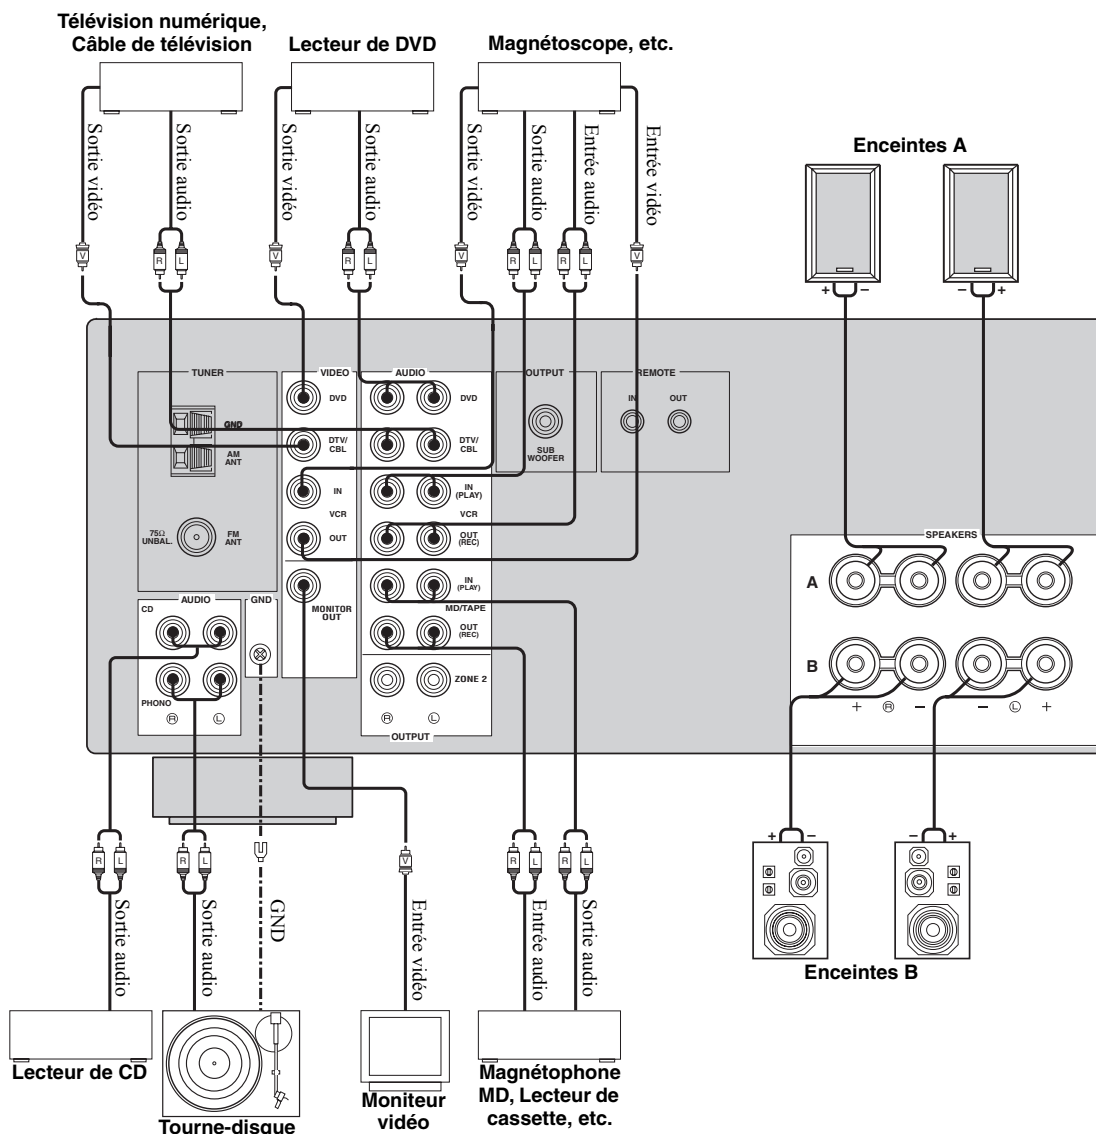 Télévision numérique,
Câble de télévision
Lecteur de DVD
Magnétoscope, etc.
Sortie vidéo
Sortie audio
Sortie vidéo
Sortie audio
Sortie vidéo
Sortie audio
Entrée audio
Entrée vidéo
Enceintes A
V
R
L
V
R
L
V
R
L
R
L
V
+
−
−
+
TUNER
VIDEO
AUDIO
OUTPUT
REMOTE
GND
AM
ANT
75Ω
UNBAL.
FM
ANT
DVD
DTV/
CBL
IN
VCR
OUT
MONITOR
OUT
DVD
DTV/
CBL
IN
(PLAY)
VCR
OUT
(REC)
IN
(PLAY)
MD/TAPE
OUT
(REC)
ZONE 2
R
L
OUTPUT
SUB
WOOFER
IN
OUT
SPEAKERS
A
B
+
R
−
−
L
+
AUDIO
CD
PHONO
R
L
GND
R
L
R
L
V
R
L
R
L
+
−
−
+
Sortie audio
Sortie audio
GND
Entrée vidéo
Entrée audio
Sortie audio
Enceintes B
Lecteur de CD
Tourne-disque
Moniteur
vidéo
Magnétophone
MD, Lecteur de
cassette, etc.